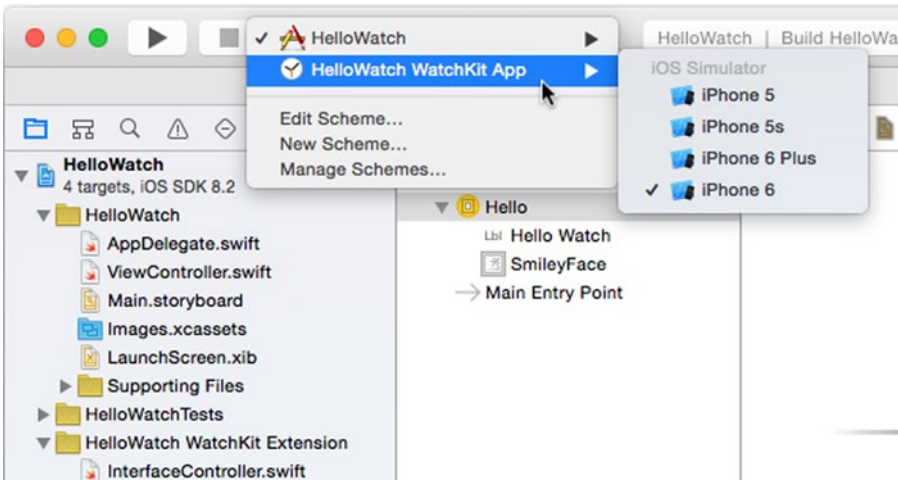 HelloWatch
HelloWatch | Build HelloWa
HelloWatch WatchKit App
Edit Scheme...
New Scheme...
Manage Schemes...
iOS Simulator
iPhone 5
iPhone 5s
iPhone 6 Plus
iPhone 6
HelloWatch
4 targets, iOS SDK 8.2
HelloWatch
AppDelegate.swift
ViewController.swift
Main.storyboard
Images.xcassets
LaunchScreen.xib
Supporting Files
HelloWatchTests
HelloWatch WatchKit Extension
InterfaceController.swift
Hello
Lbl Hello Watch
SmileyFace
Main Entry Point